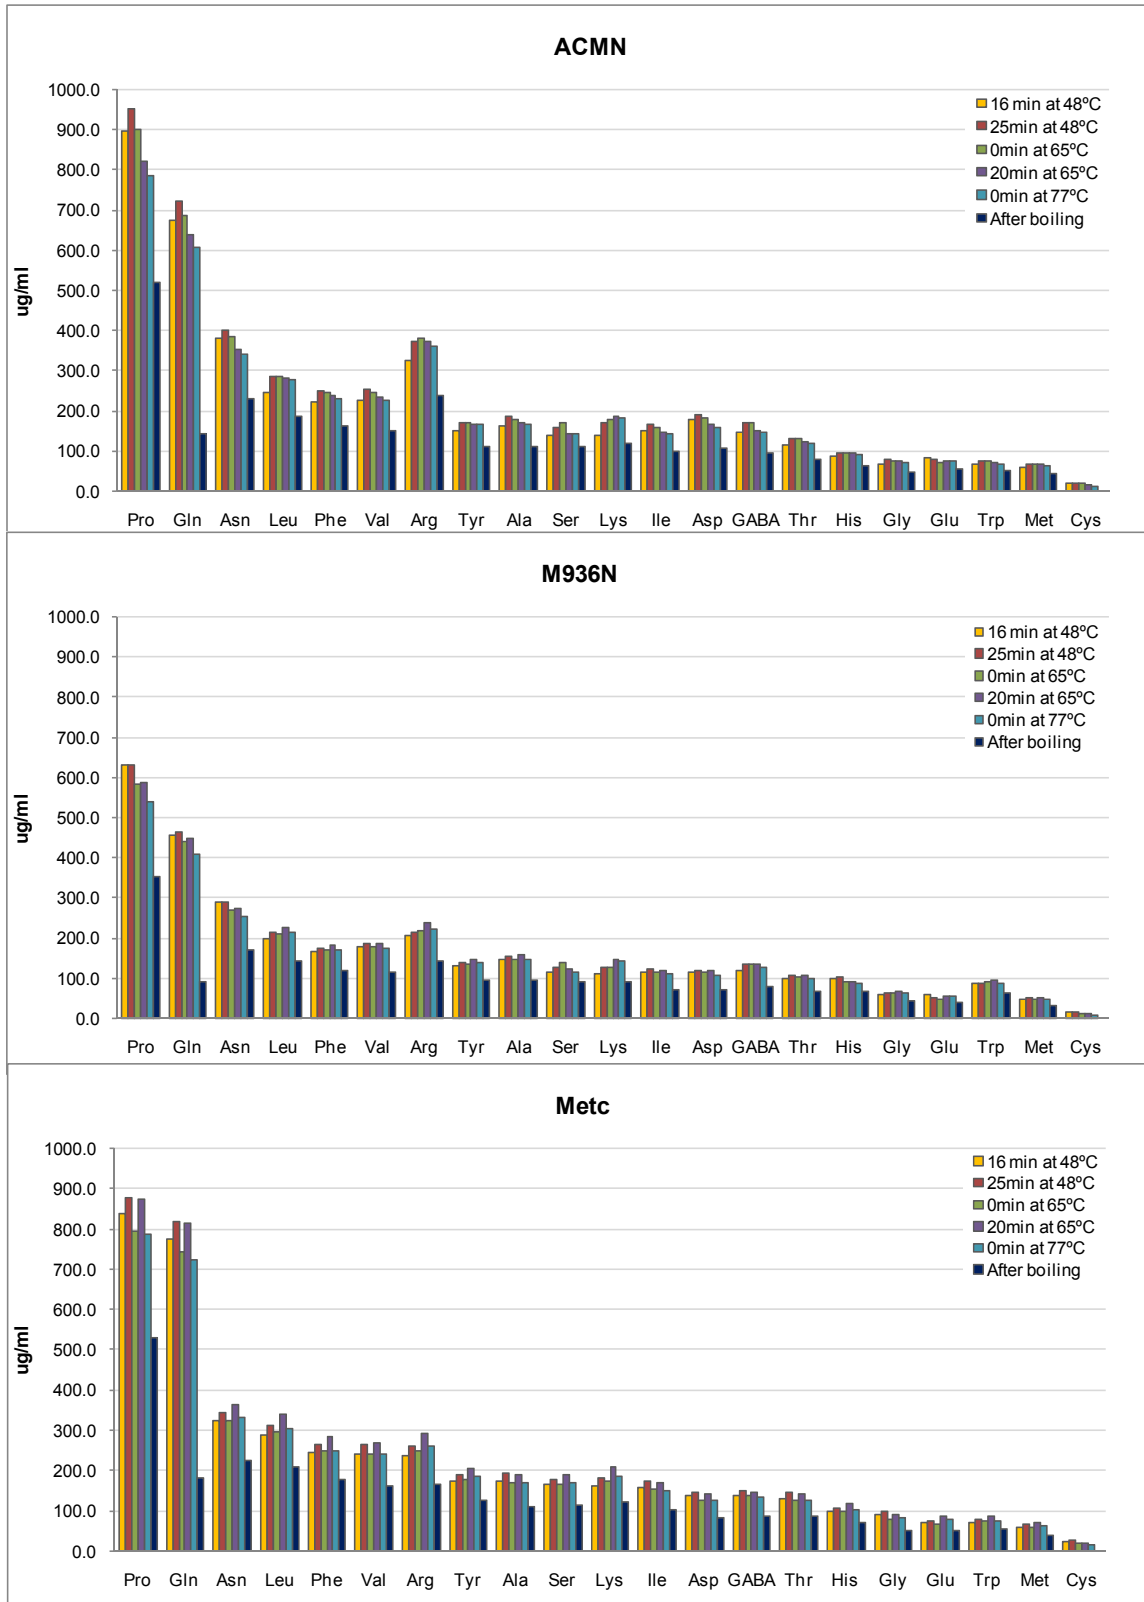 ACMN
1000.0
900.0
800.0
700.0
600.0
500.0
400.0
300.0
200.0
100.0
0.0
ug/ml
16 min at 48ºC
25min at 48ºC
0min at 65ºC
20min at 65ºC
0min at 77ºC
After boiling
Pro Gln Asn Leu Phe Val Arg Tyr Ala Ser Lys Ile Asp GABA Thr His Gly Glu Trp Met Cys
M936N
1000.0
900.0
800.0
700.0
600.0
500.0
400.0
300.0
200.0
100.0
0.0
ug/ml
16 min at 48ºC
25min at 48ºC
0min at 65ºC
20min at 65ºC
0min at 77ºC
After boiling
Pro Gln Asn Leu Phe Val Arg Tyr Ala Ser Lys Ile Asp GABA Thr His Gly Glu Trp Met Cys
Metc
1000.0
900.0
800.0
700.0
600.0
500.0
400.0
300.0
200.0
100.0
0.0
ug/ml
16 min at 48ºC
25min at 48ºC
0min at 65ºC
20min at 65ºC
0min at 77ºC
After boiling
Pro Gln Asn Leu Phe Val Arg Tyr Ala Ser Lys Ile Asp GABA Thr His Gly Glu Trp Met Cys